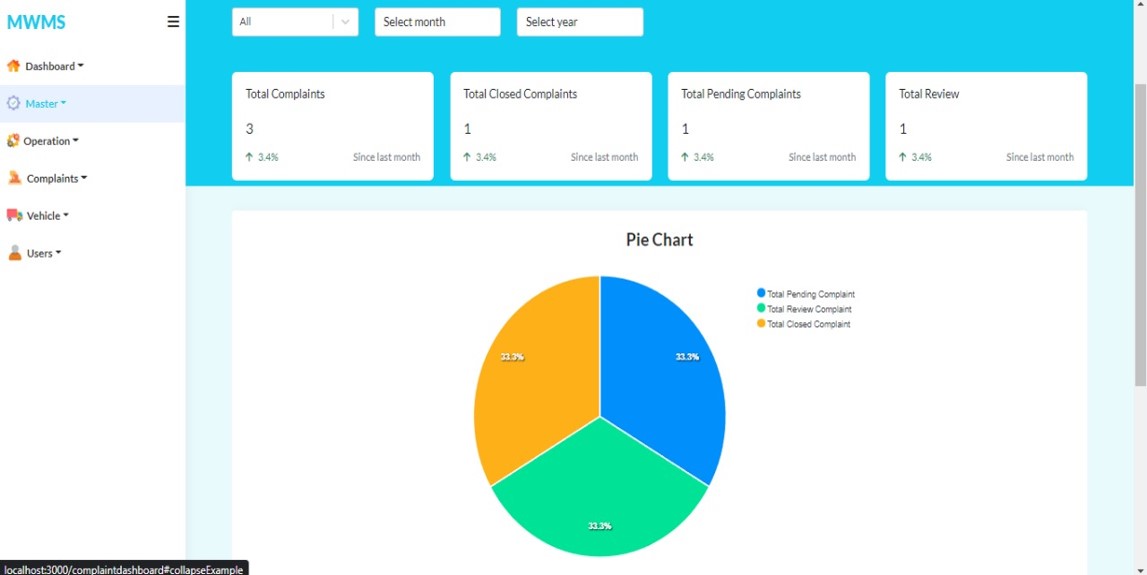 MWMS
☰
Dashboard
Master
Operation
Complaints
Vehicle
Users
All
Select month
Select year
Total Complaints
3
↑ 3.4% Since last month
Total Closed Complaints
1
↑ 3.4% Since last month
Total Pending Complaints
1
↑ 3.4% Since last month
Total Review
1
↑ 3.4% Since last month
Pie Chart
Total Pending Complaint
Total Review Complaint
Total Closed Complaint
33.3%
33.3%
33.3%
localhost:3000/complaintdashboard#collapseExample